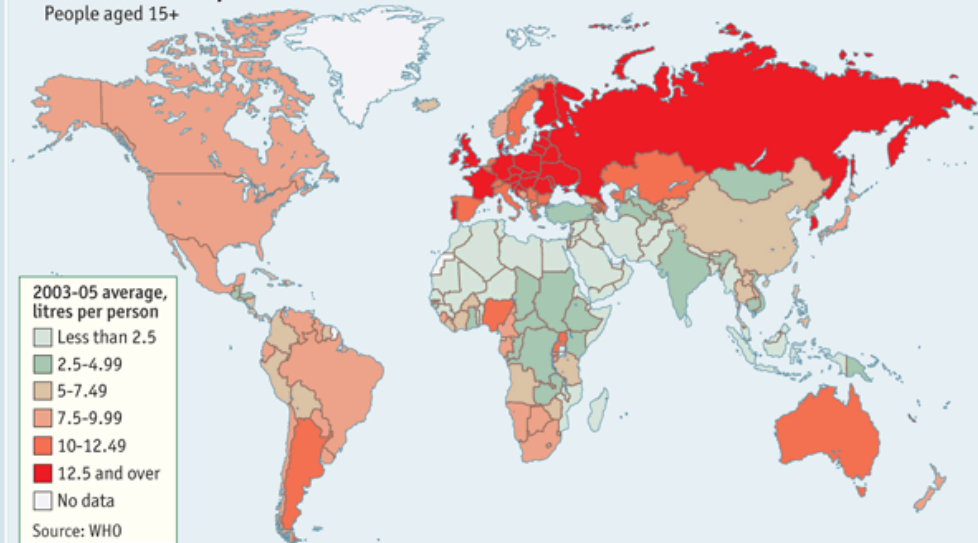 People aged 15+
2003-05 average,
litres per person
Less than 2.5
2.5-4.99
5-7.49
7.5-9.99
10-12.49
12.5 and over
No data
Source: WHO